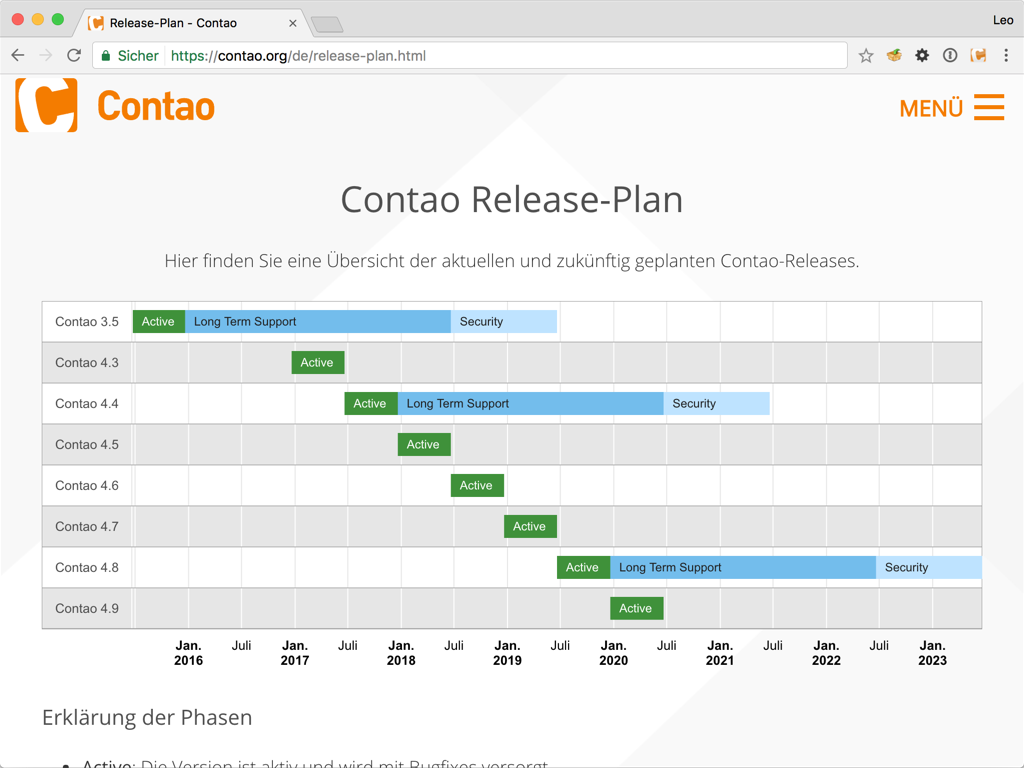 Release-Plan - Contao
Leo
Sicher https://contao.org/de/release-plan.html
Contao
MENÜ
Contao Release-Plan
Hier finden Sie eine Übersicht der aktuellen und zukünftig geplanten Contao-Releases.
Contao 3.5 Active Long Term Support Security
Contao 4.3 Active
Contao 4.4 Active Long Term Support Security
Contao 4.5 Active
Contao 4.6 Active
Contao 4.7 Active
Contao 4.8 Active Long Term Support Security
Contao 4.9 Active
Jan. Juli Jan. Juli Jan. Juli Jan. Juli Jan. Juli Jan. Juli Jan. Juli Jan.
2016 2017 2018 2019 2020 2021 2022 2023
Erklärung der Phasen
• Active: Die Version ist aktiv und wird mit Bugfixes versorgt